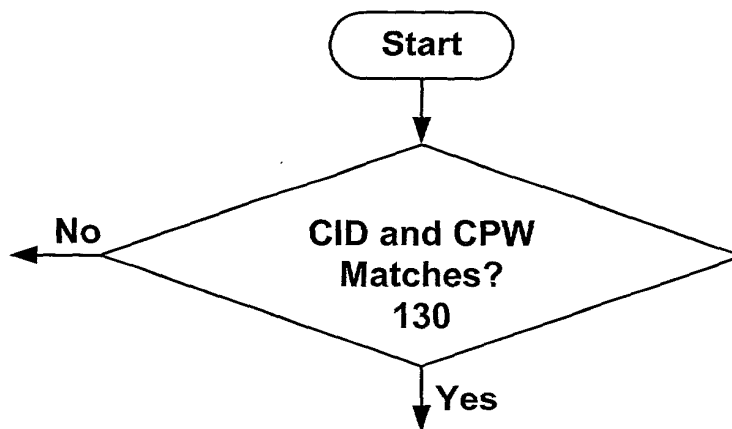 Start
No
CID and CPW
Matches?
130
Yes